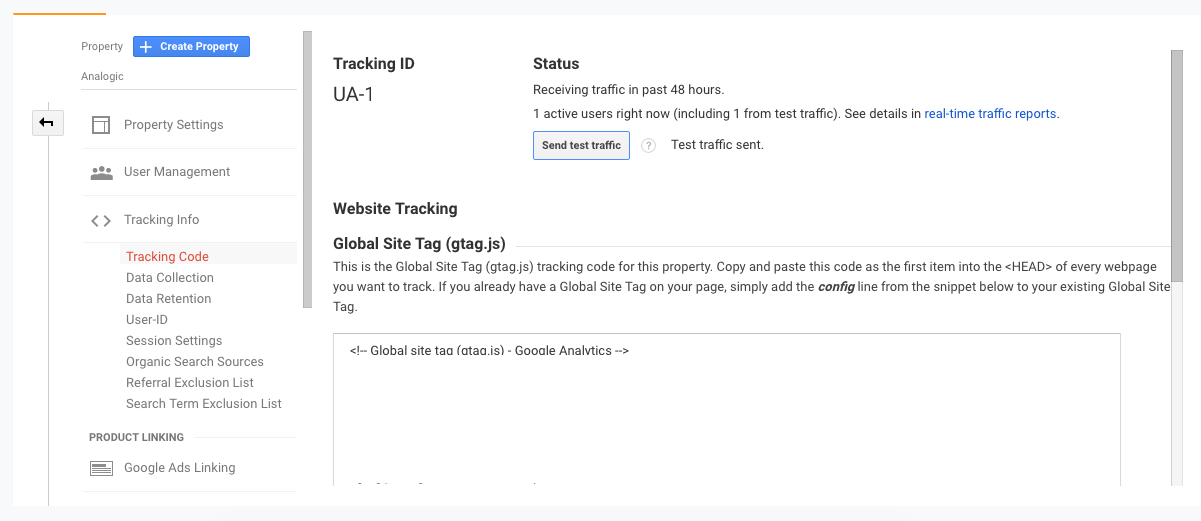 Property
Create Property
Analogic
Property Settings
User Management
Tracking Info
Tracking Code
Data Collection
Data Retention
User-ID
Session Settings
Organic Search Sources
Referral Exclusion List
Search Term Exclusion List
PRODUCT LINKING
Google Ads Linking
Tracking ID
UA-1
Status
Receiving traffic in past 48 hours.
1 active users right now (including 1 from test traffic). See details in real-time traffic reports.
Send test traffic
? Test traffic sent.
Website Tracking
Global Site Tag (gtag.js)
This is the Global Site Tag (gtag.js) tracking code for this property. Copy and paste this code as the first item into the <HEAD> of every webpage
you want to track. If you already have a Global Site Tag on your page, simply add the config line from the snippet below to your existing Global Site
Tag.
<!-- Global site tag (gtag.js) - Google Analytics -->